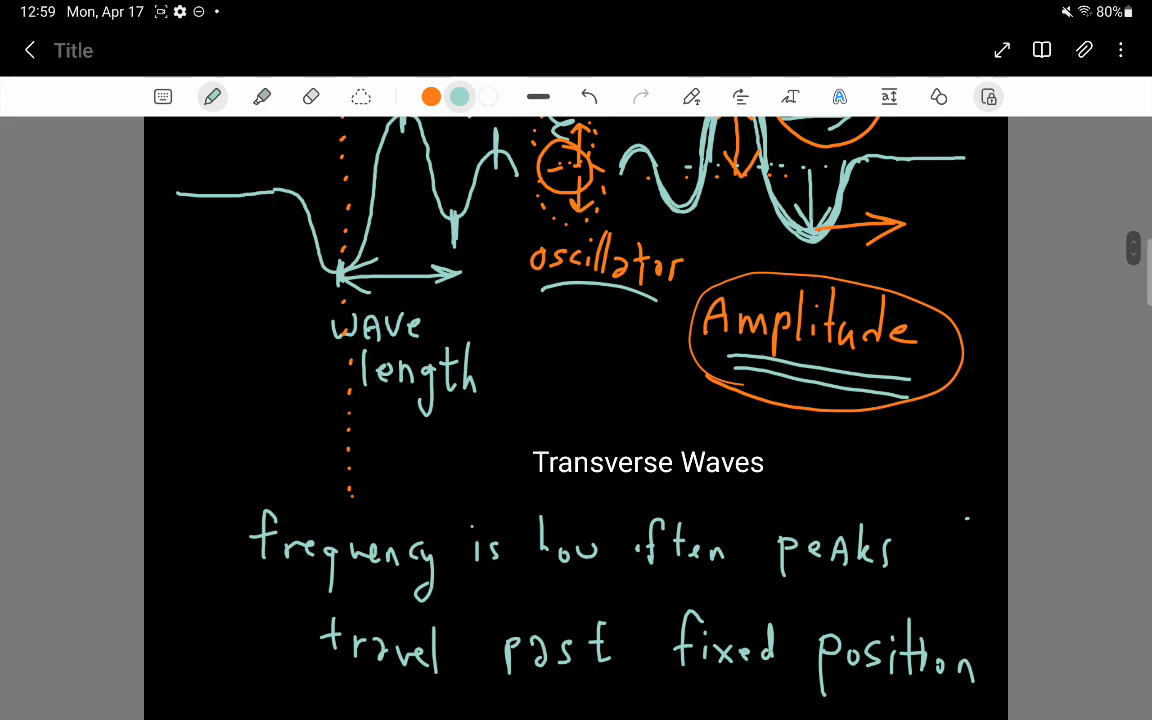 12:59 Mon, Apr 17
80%
Title
oscillator
Amplitude
WAVe
length
Transverse Waves
frequency is how often peAks
travel past fixed position